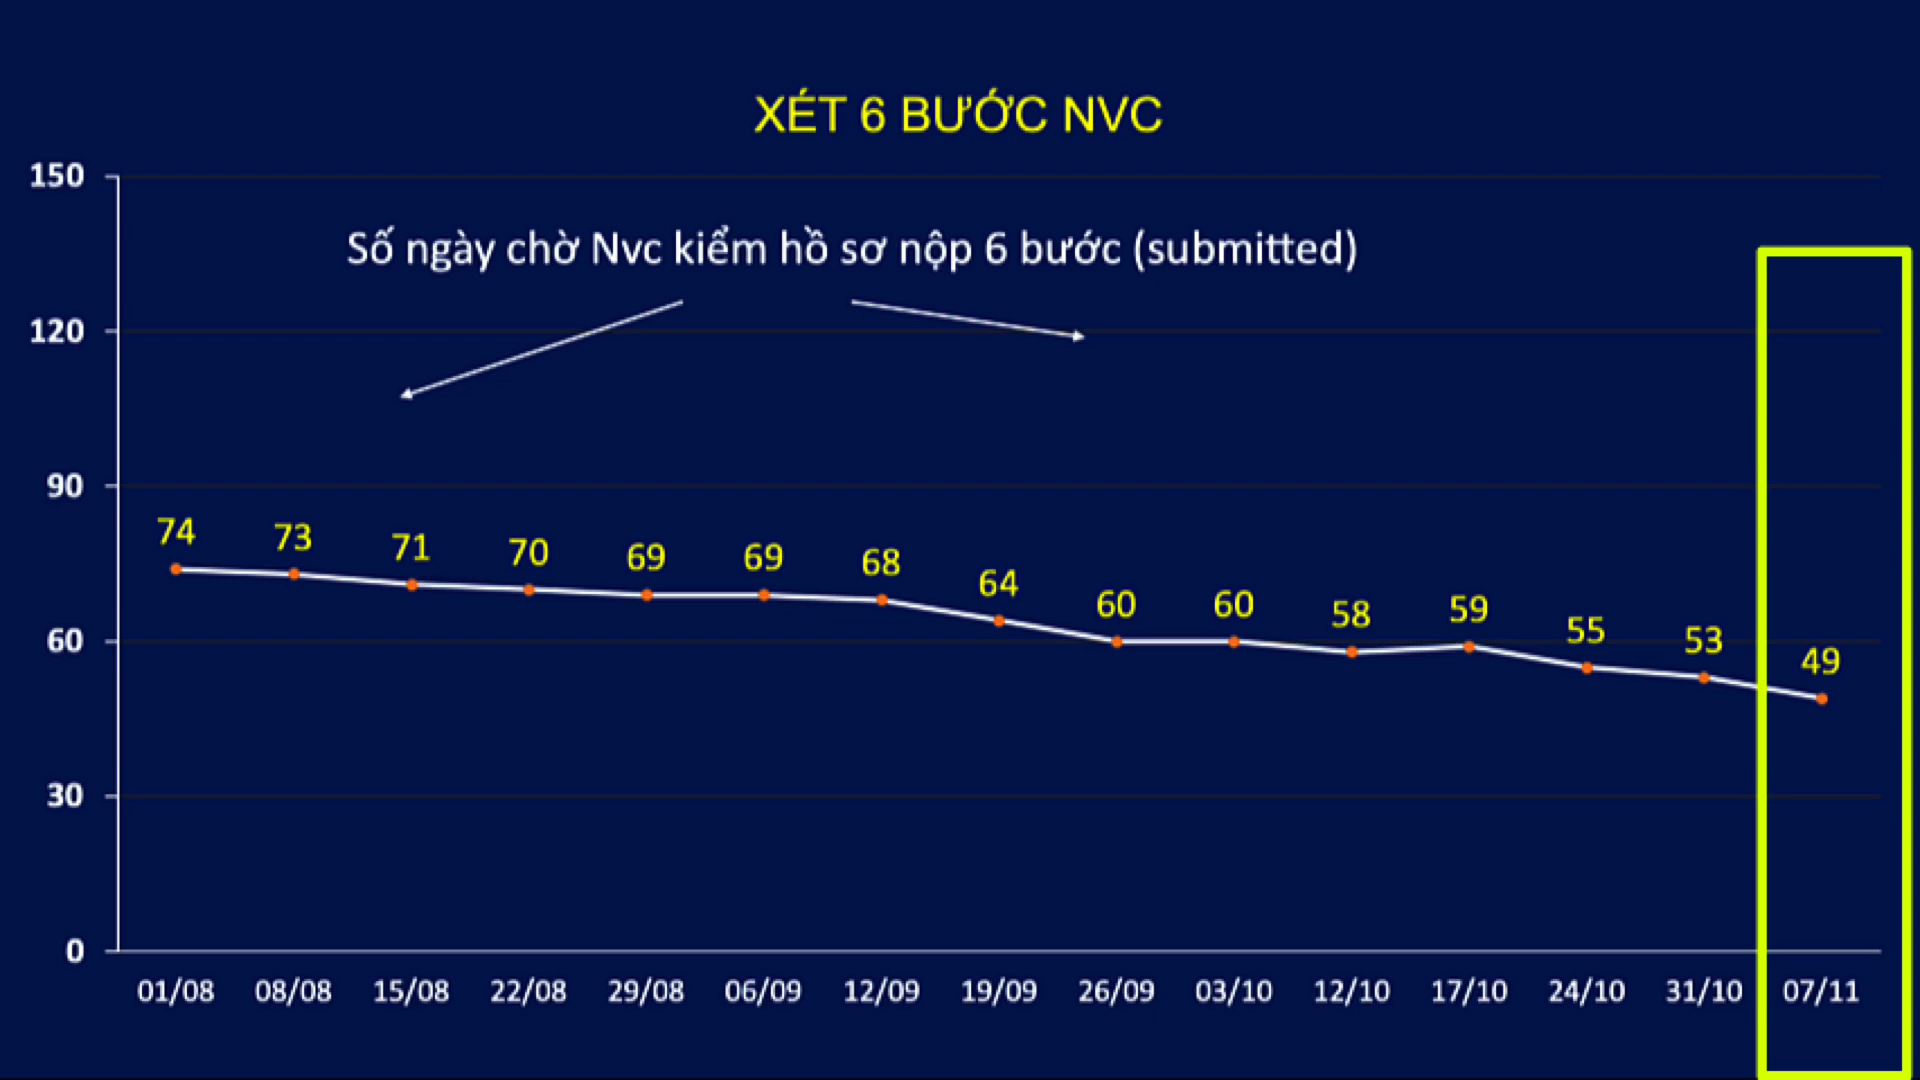 XÉT 6 BƯỚC NVC
150
Số ngày chờ Nvc kiểm hồ sơ nộp 6 bước (submitted)
120
90
74 73 71 70 69 69 68 64 60 60 58 59 55 53 49
60
30
0
01/08 08/08 15/08 22/08 29/08 06/09 12/09 19/09 26/09 03/10 12/10 17/10 24/10 31/10 07/11